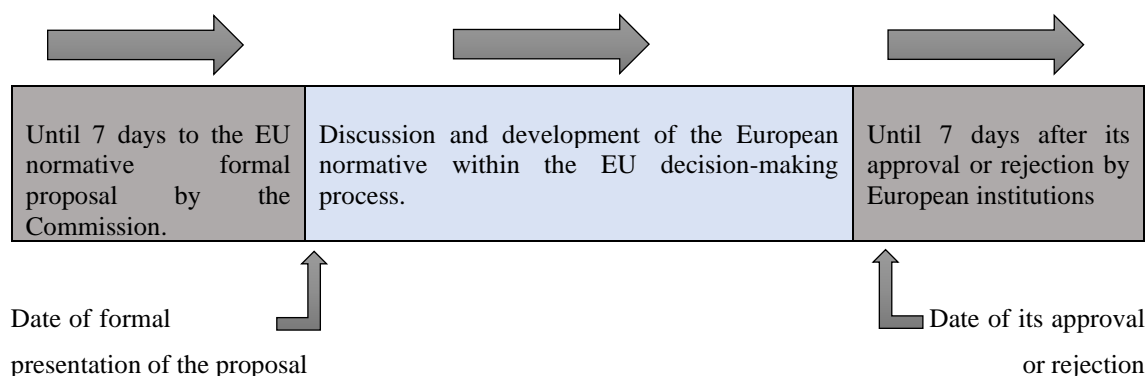 Until 7 days to the EU
normative formal
proposal by the
Commission.
Discussion and development of the European
normative within the EU decision-making
process.
Until 7 days after its
approval or rejection by
European institutions
Date of formal
presentation of the proposal
Date of its approval
or rejection